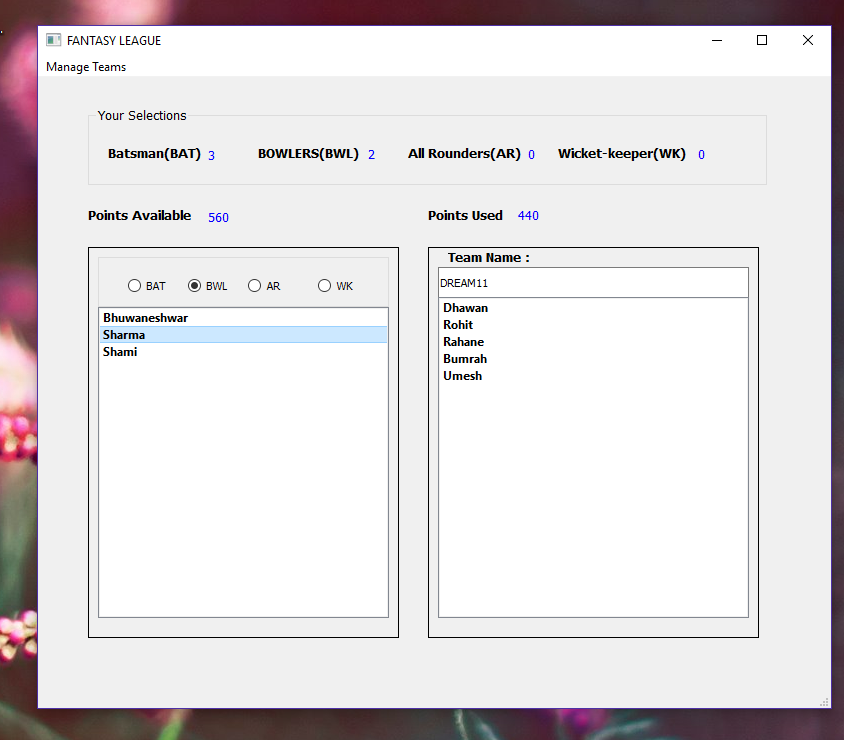 FANTASY LEAGUE
Manage Teams
Your Selections
Batsman(BAT) 3 BOWLERS(BWL) 2 All Rounders(AR) 0 Wicket-keeper(WK) 0
Points Available 560 Points Used 440
BAT BWL AR WK
Bhuwaneshwar
Sharma
Shami
Team Name :
DREAM11
Dhawan
Rohit
Rahane
Bumrah
Umesh